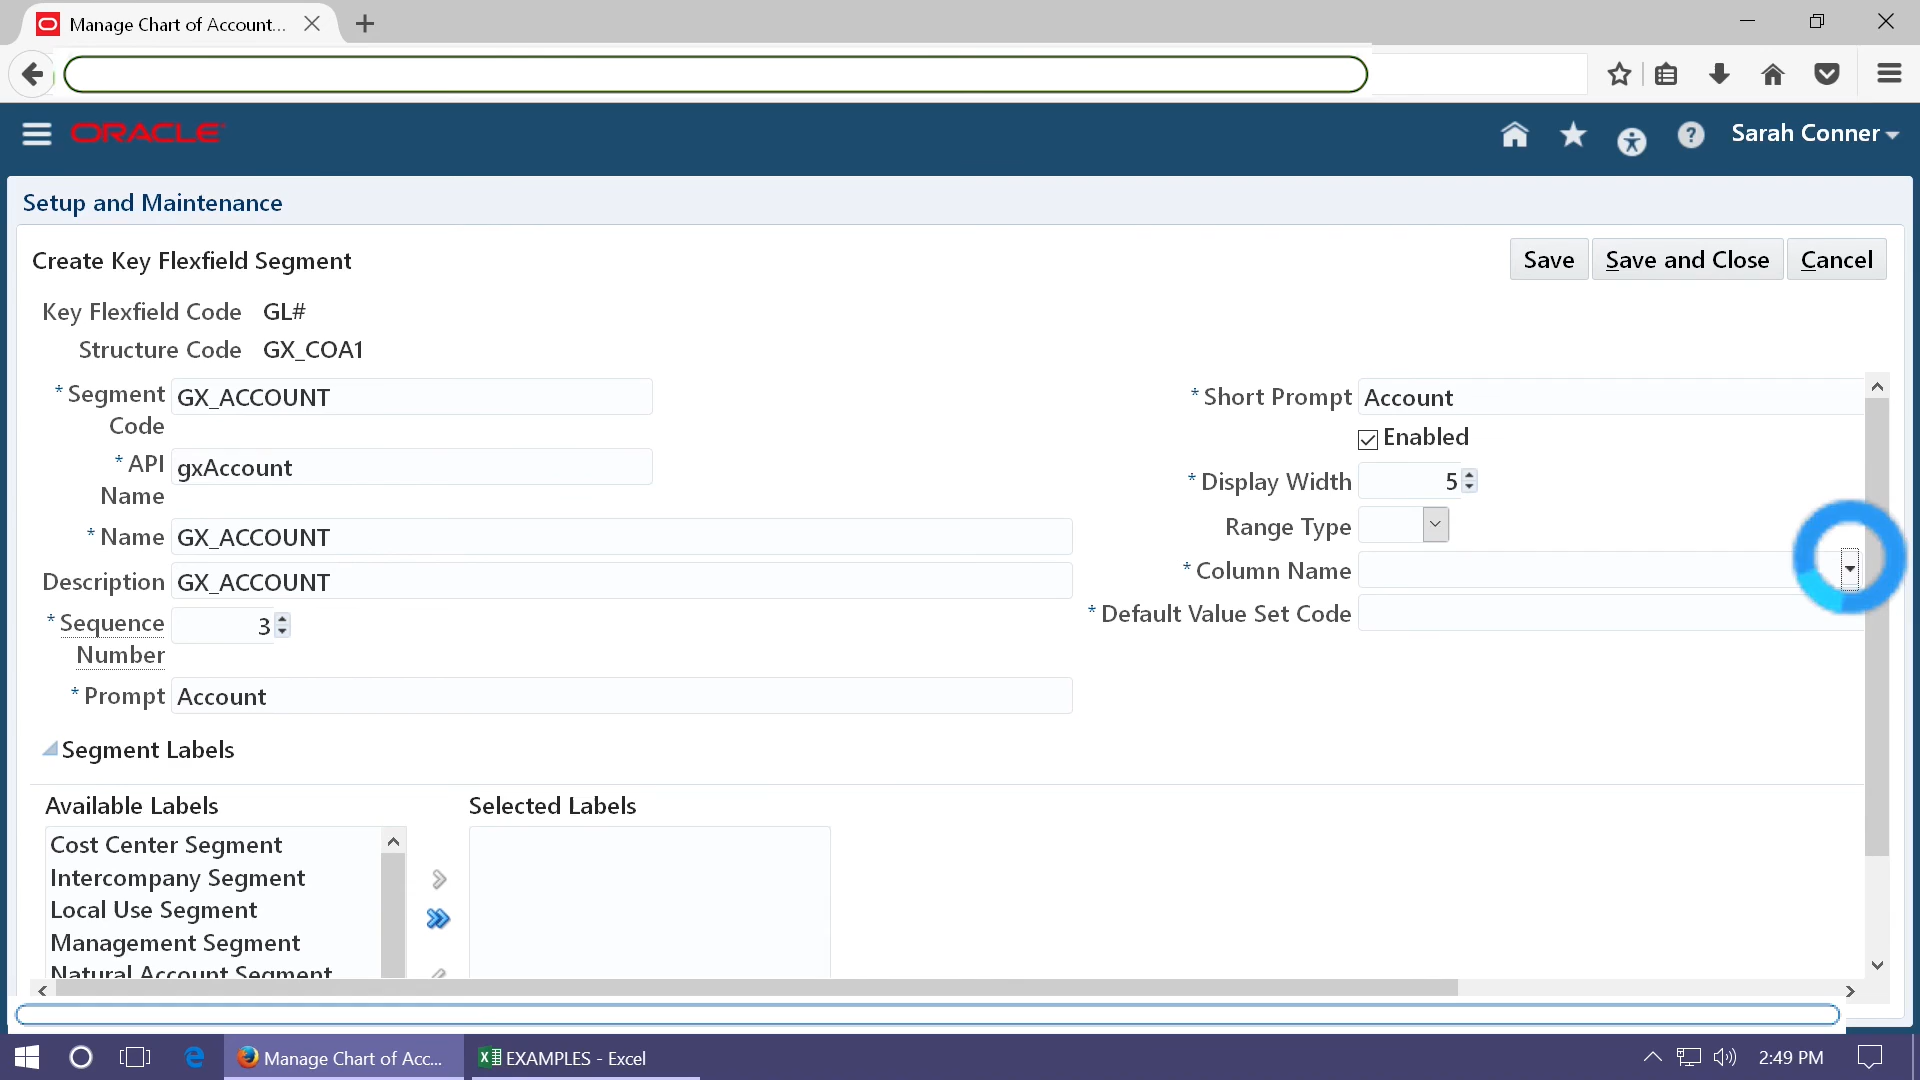 Manage Chart of Account...
ORACLE
Sarah Conner
Setup and Maintenance
Create Key Flexfield Segment
Save
Save and Close
Cancel
Key Flexfield Code GL#
Structure Code GX_COA1
* Segment Code GX_ACCOUNT
* API Name gxAccount
* Name GX_ACCOUNT
Description GX_ACCOUNT
* Sequence Number 3
* Prompt Account
* Short Prompt Account
Enabled
* Display Width 5
Range Type
* Column Name
* Default Value Set Code
Segment Labels
Available Labels
Selected Labels
Cost Center Segment
Intercompany Segment
Local Use Segment
Management Segment
Natural Account Segment
Manage Chart of Acc...
EXAMPLES - Excel
2:49 PM